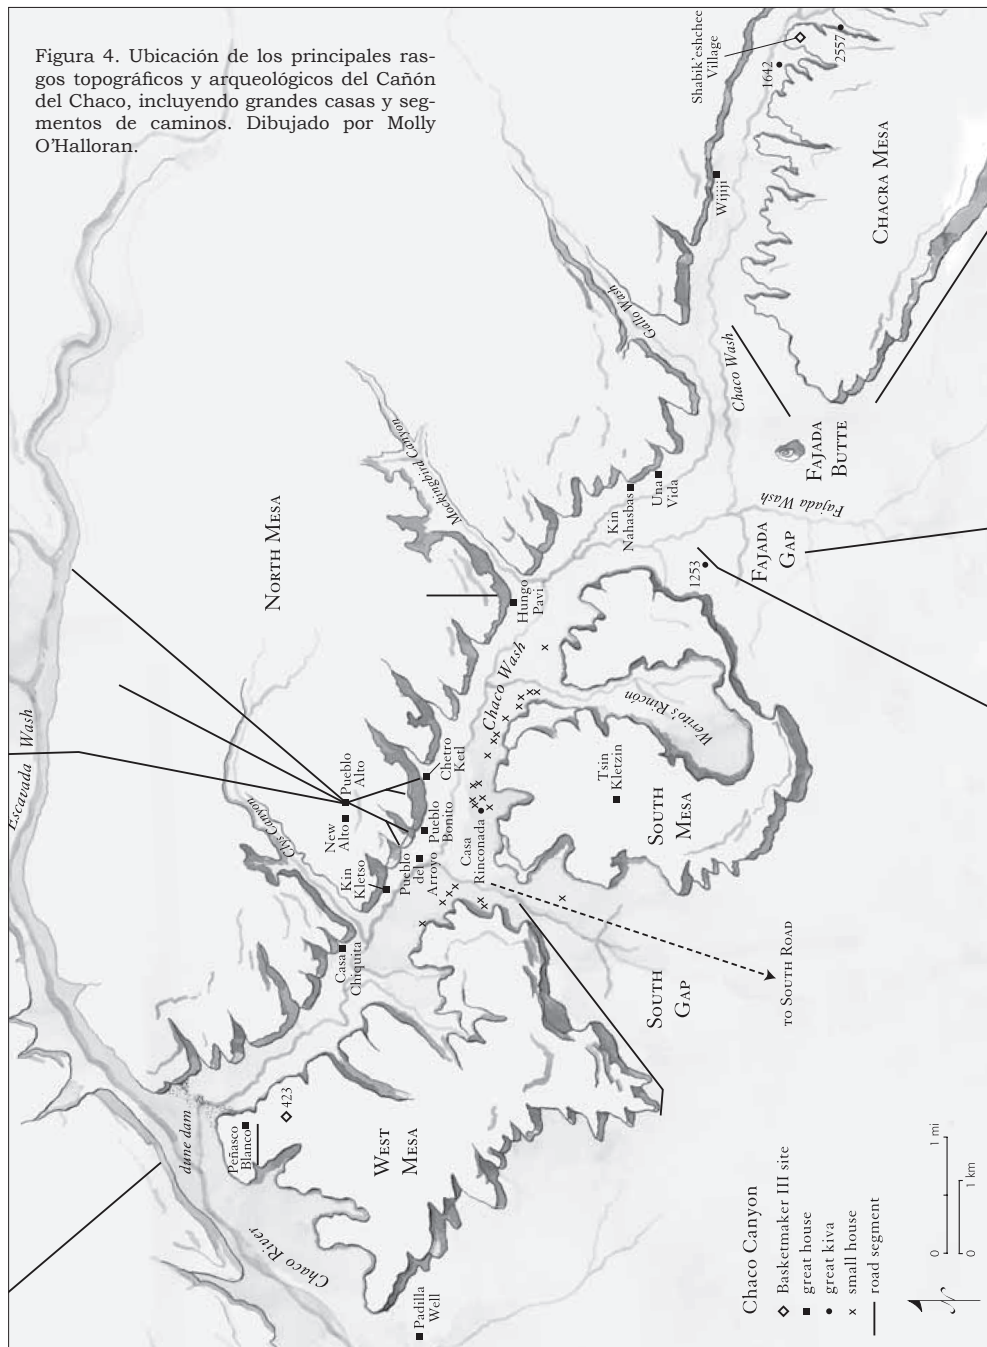 Figura 4. Ubicación de los principales ras-
gos topográficos y arqueológicos del Cañón
del Chaco, incluyendo grandes casas y seg-
mentos de caminos. Dibujado por Molly
O'Halloran.
Escavada Wash
NORTH MESA
Clys Canyon
Mockingbird Canyon
Gallo Wash
Shabik'eshchee
Village
1642
2557
Wijiji
CHACRA MESA
Chaco Wash
FAJADA
BUTTE
Fajada Wash
FAJADA
GAP
1253
Kin
Nahasbas
Una
Vida
Hungo
Pavi
Chaco Wash
Werito's Rincón
Tsin
Kletzin
SOUTH
MESA
Pueblo
Alto
New
Alto
Chetro
Ketl
Pueblo
Bonito
Pueblo
del
Arroyo
Casa
Rinconada
Kin
Kletso
Casa
Chiquita
SOUTH
GAP
TO SOUTH ROAD
dune dam
Peñasco
Blanco
423
WEST
MESA
Chaco River
Padilla
Well
Chaco Canyon
Basketmaker III site
great house
great kiva
small house
road segment
0 1 mi
0 1 km
N